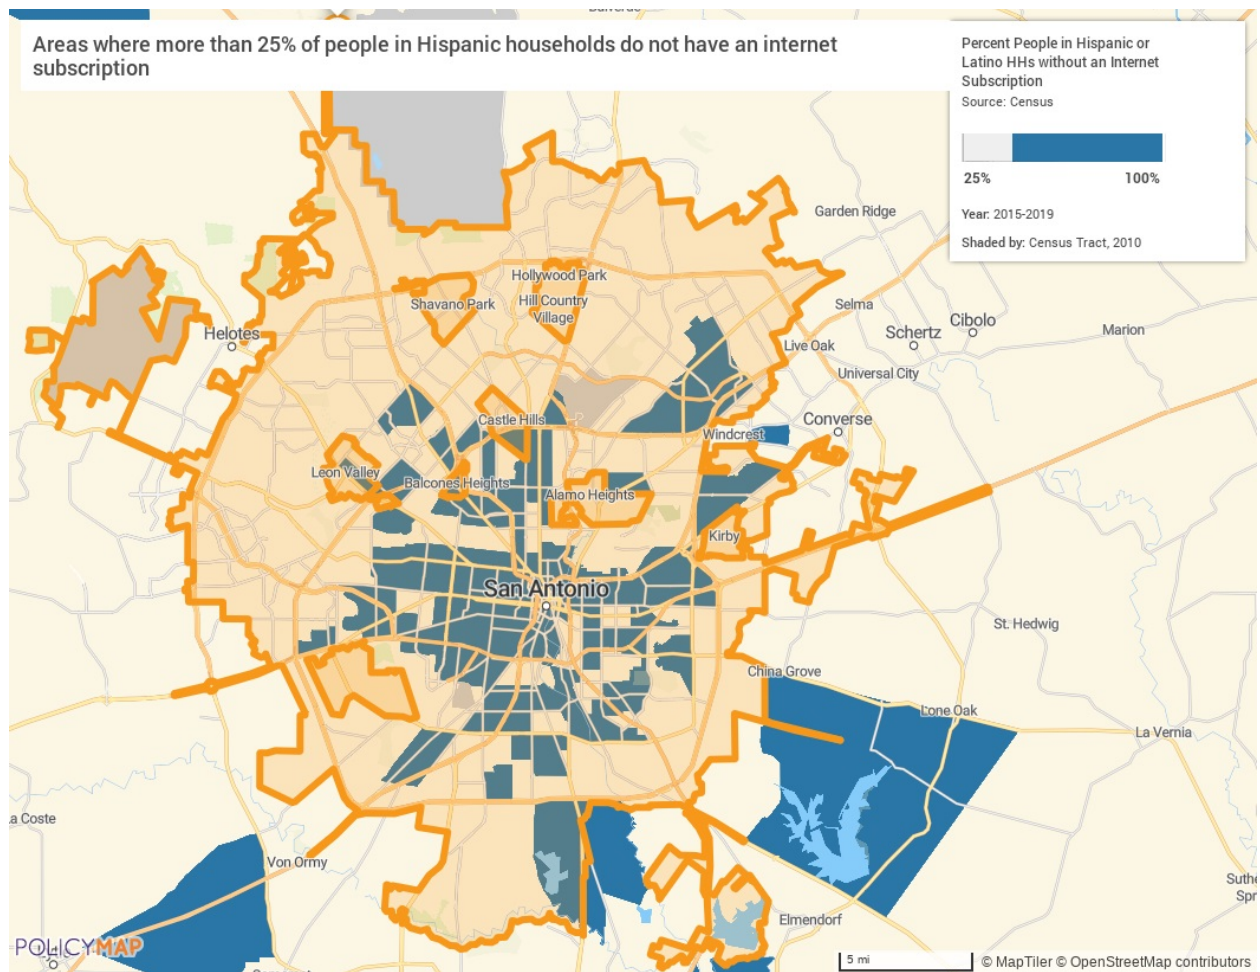 Bulverde
Areas where more than 25% of people in Hispanic households do not have an internet
subscription
Percent People in Hispanic or
Latino HHs without an Internet
Subscription
Source: Census
25% 100%
Year: 2015-2019
Shaded by: Census Tract, 2010
Garden Ridge
Hollywood Park
Shavano Park
Hill Country
Village
Selma
Cibolo
Schertz
Marion
Helotes
Live Oak
Universal City
Castle Hills
Converse
Windcrest
Leon Valley
Balcones Heights
Alamo Heights
Kirby
San Antonio
St. Hedwig
China Grove
Lone Oak
La Vernia
a Coste
Von Ormy
Suthe
Spr
Elmendorf
POLICYMAP
5 mi
© MapTiler © OpenStreetMap contributors